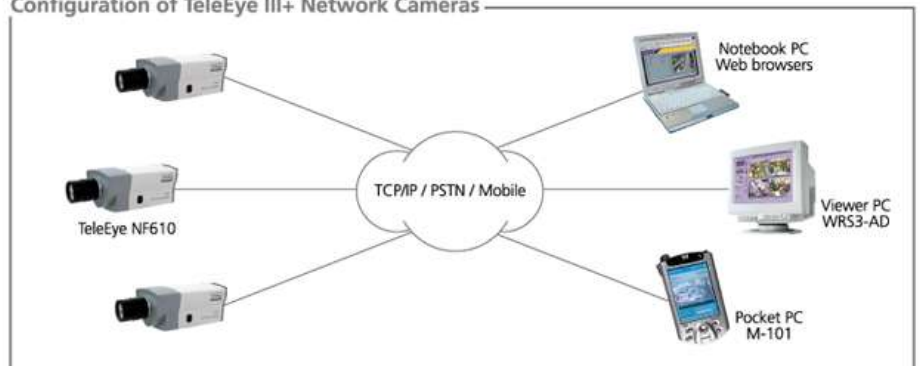 Configuration of TeleEye III+ Network Cameras
Notebook PC
Web browsers
TCP/IP / PSTN / Mobile
TeleEye NF610
Viewer PC
WRS3-AD
Pocket PC
M-101